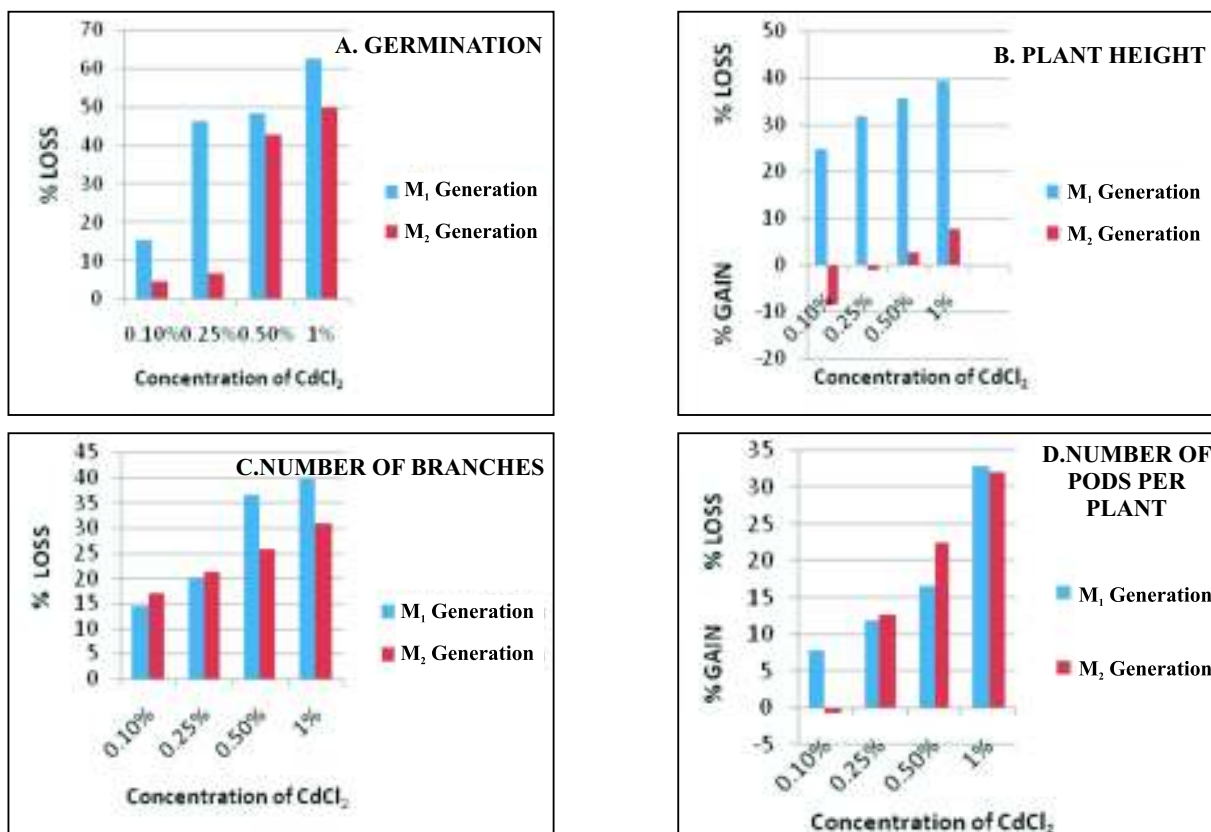 A. GERMINATION
% LOSS
70
60
50
40
30
20
10
0
0.10% 0.25% 0.50% 1%
Concentration of CdCl₂
M₁ Generation
M₂ Generation
B. PLANT HEIGHT
% LOSS
% GAIN
50
40
30
20
10
0
-10
-20
0.10% 0.25% 0.50% 1%
Concentration of CdCl₂
M₁ Generation
M₂ Generation
C.NUMBER OF BRANCHES
% LOSS
45
40
35
30
25
20
15
10
5
0
0.10% 0.25% 0.50% 1%
Concentration of CdCl₂
M₁ Generation
M₂ Generation
D.NUMBER OF
PODS PER
PLANT
% LOSS
% GAIN
35
30
25
20
15
10
5
0
-5
0.10% 0.25% 0.50% 1%
Concentration of CdCl₂
M₁ Generation
M₂ Generation